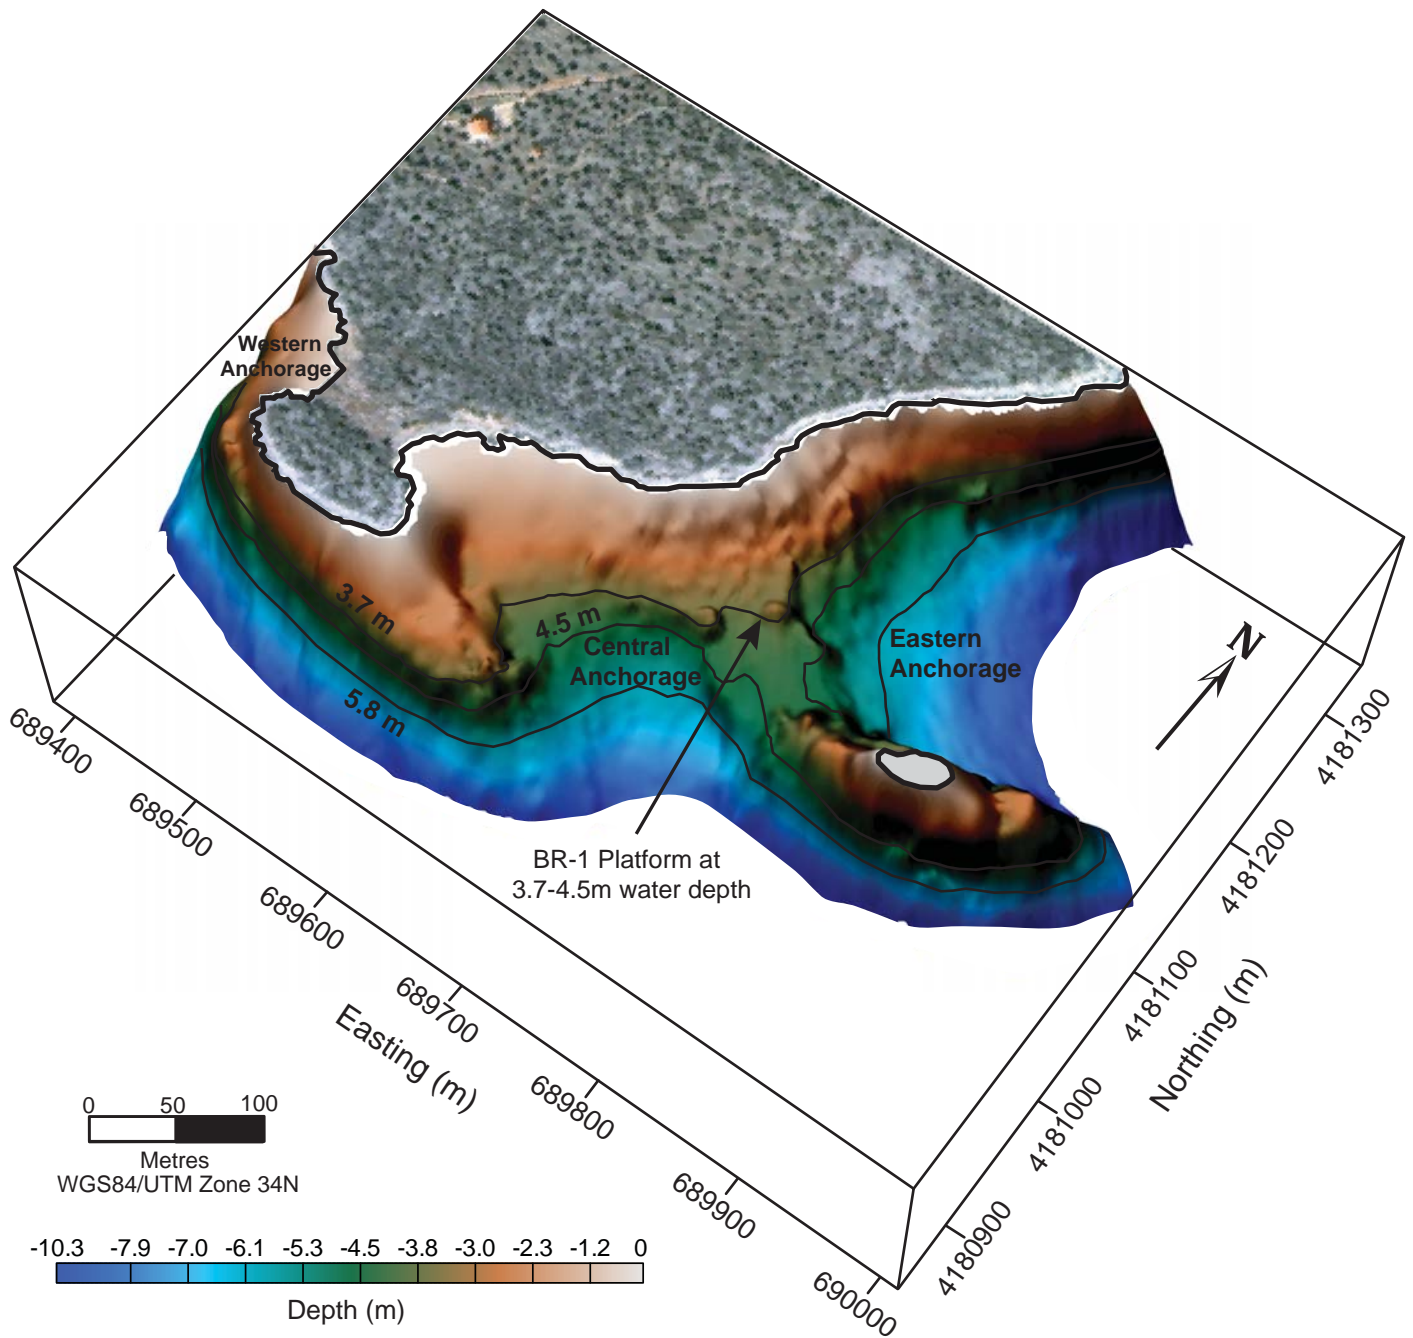 Western
Anchorage
3.7 m
4.5 m
5.8 m
Central
Anchorage
Eastern
Anchorage
N
BR-1 Platform at
3.7-4.5m water depth
689400
689500
689600
689700
689800
689900
690000
Easting (m)
4180900
4181000
4181100
4181200
4181300
Northing (m)
0 50 100
Metres
WGS84/UTM Zone 34N
-10.3 -7.9 -7.0 -6.1 -5.3 -4.5 -3.8 -3.0 -2.3 -1.2 0
Depth (m)